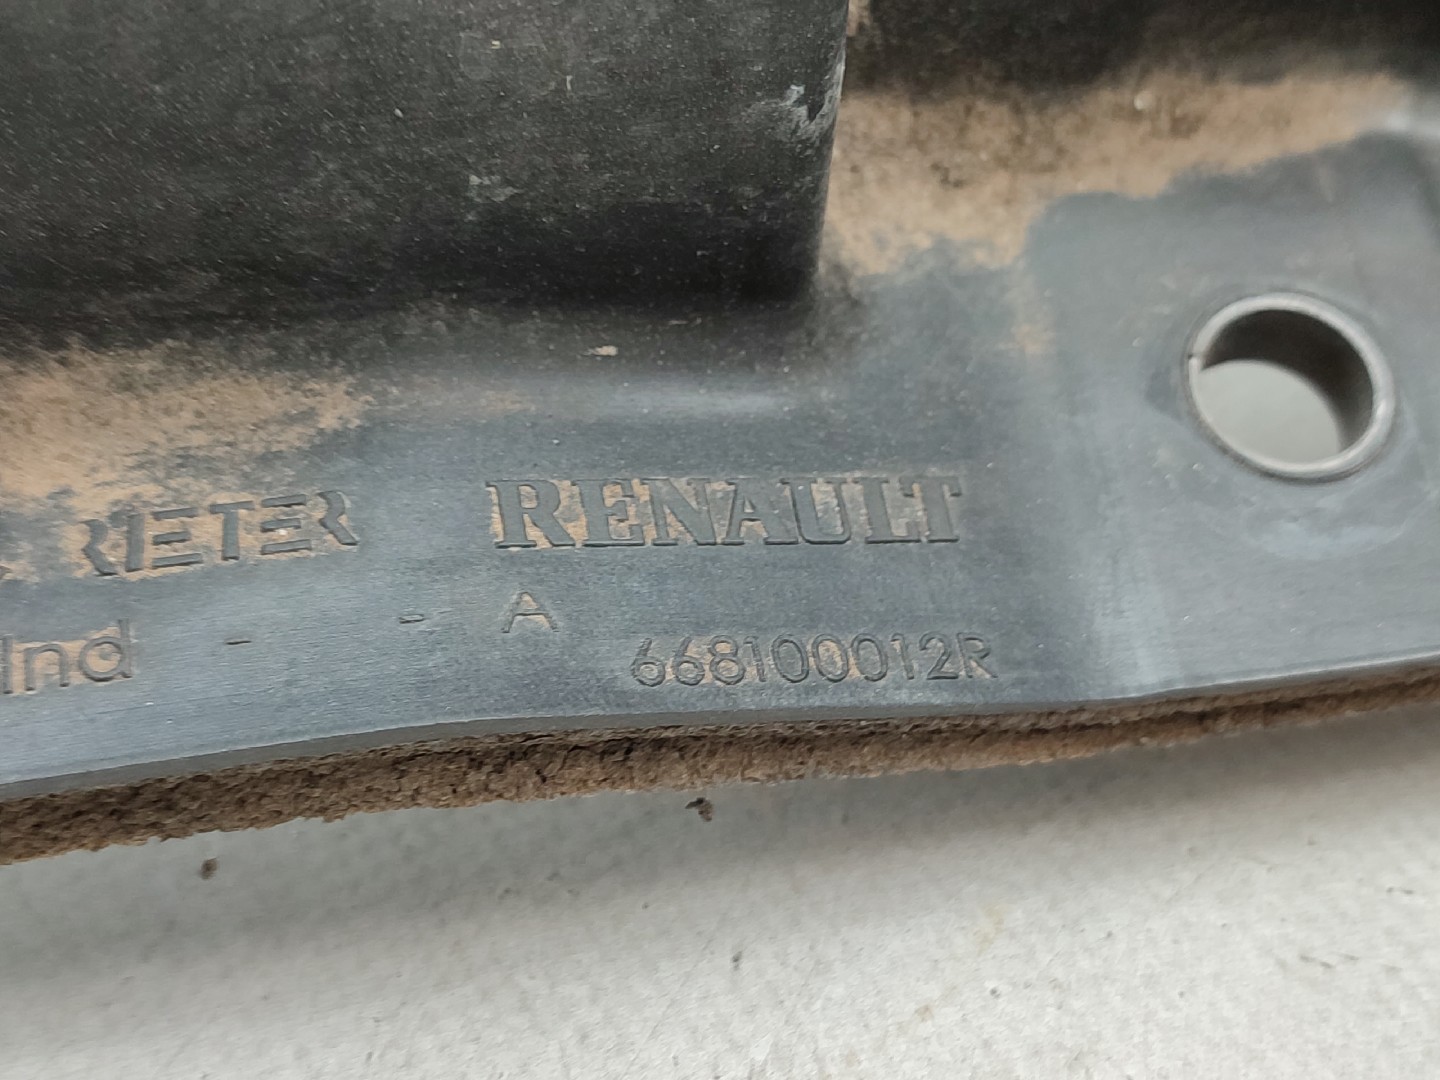 RIETER RENAULT
Ind - - A
668100012R